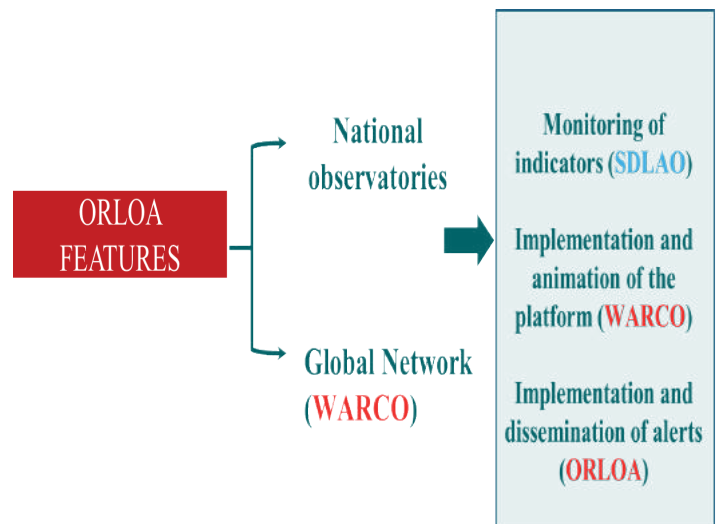 ORLOA
FEATURES
National
observatories
Global Network
(WARCO)
Monitoring of
indicators (SDLAO)
Implementation and
animation of the
platform (WARCO)
Implementation and
dissemination of alerts
(ORLOA)